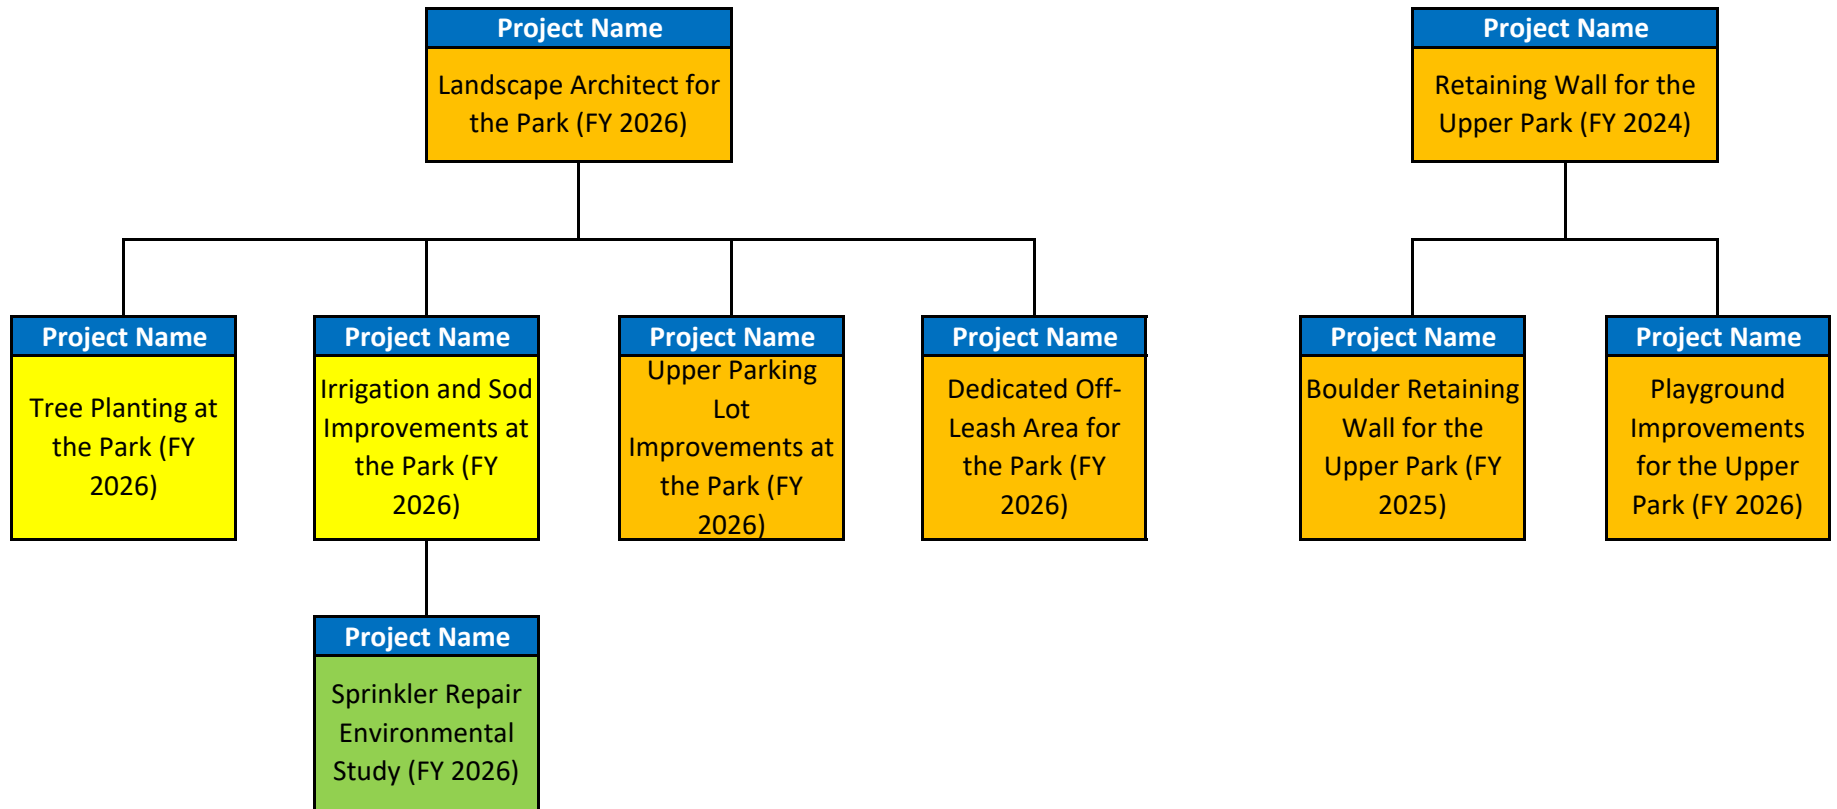 Project Name
Landscape Architect for
the Park (FY 2026)
Project Name
Retaining Wall for the
Upper Park (FY 2024)
Project Name
Tree Planting at
the Park (FY
2026)
Project Name
Irrigation and Sod
Improvements at
the Park (FY
2026)
Project Name
Upper Parking
Lot
Improvements at
the Park (FY
2026)
Project Name
Dedicated Off-
Leash Area for
the Park (FY
2026)
Project Name
Boulder Retaining
Wall for the
Upper Park (FY
2025)
Project Name
Playground
Improvements
for the Upper
Park (FY 2026)
Project Name
Sprinkler Repair
Environmental
Study (FY 2026)